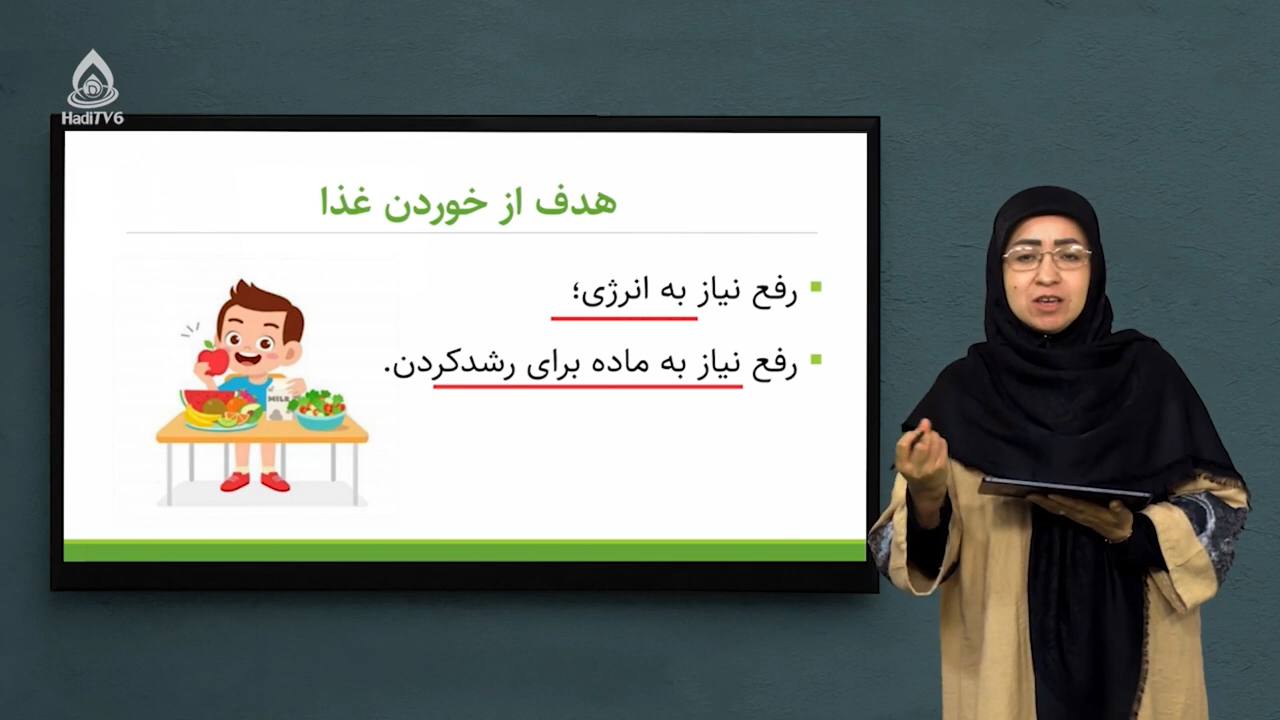 HadiTV6
هدف از خوردن غذا
رفع نیاز به انرژی؛
رفع نیاز به ماده برای رشدکردن.
MILK